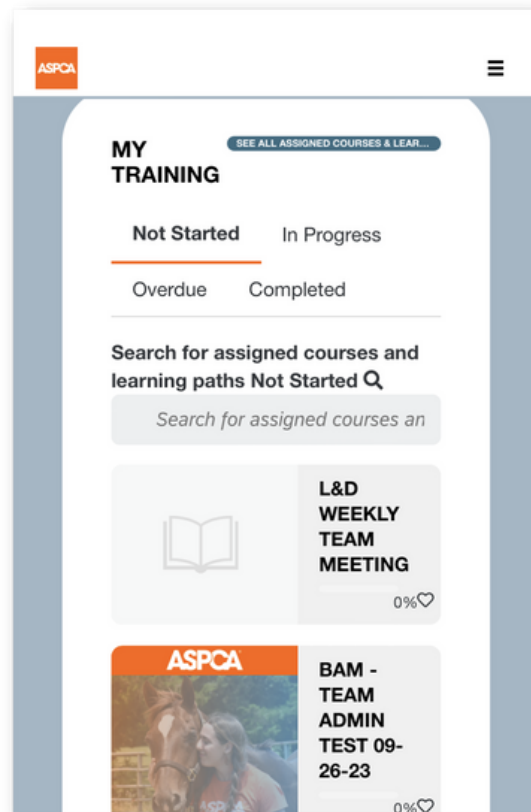 ASPCA
MY
TRAINING
SEE ALL ASSIGNED COURSES & LEAR...
Not Started
In Progress
Overdue
Completed
Search for assigned courses and
learning paths Not Started
Search for assigned courses an
L&D
WEEKLY
TEAM
MEETING
0%
ASPCA
BAM -
TEAM
ADMIN
TEST 09-
26-23
0%
ASPCA